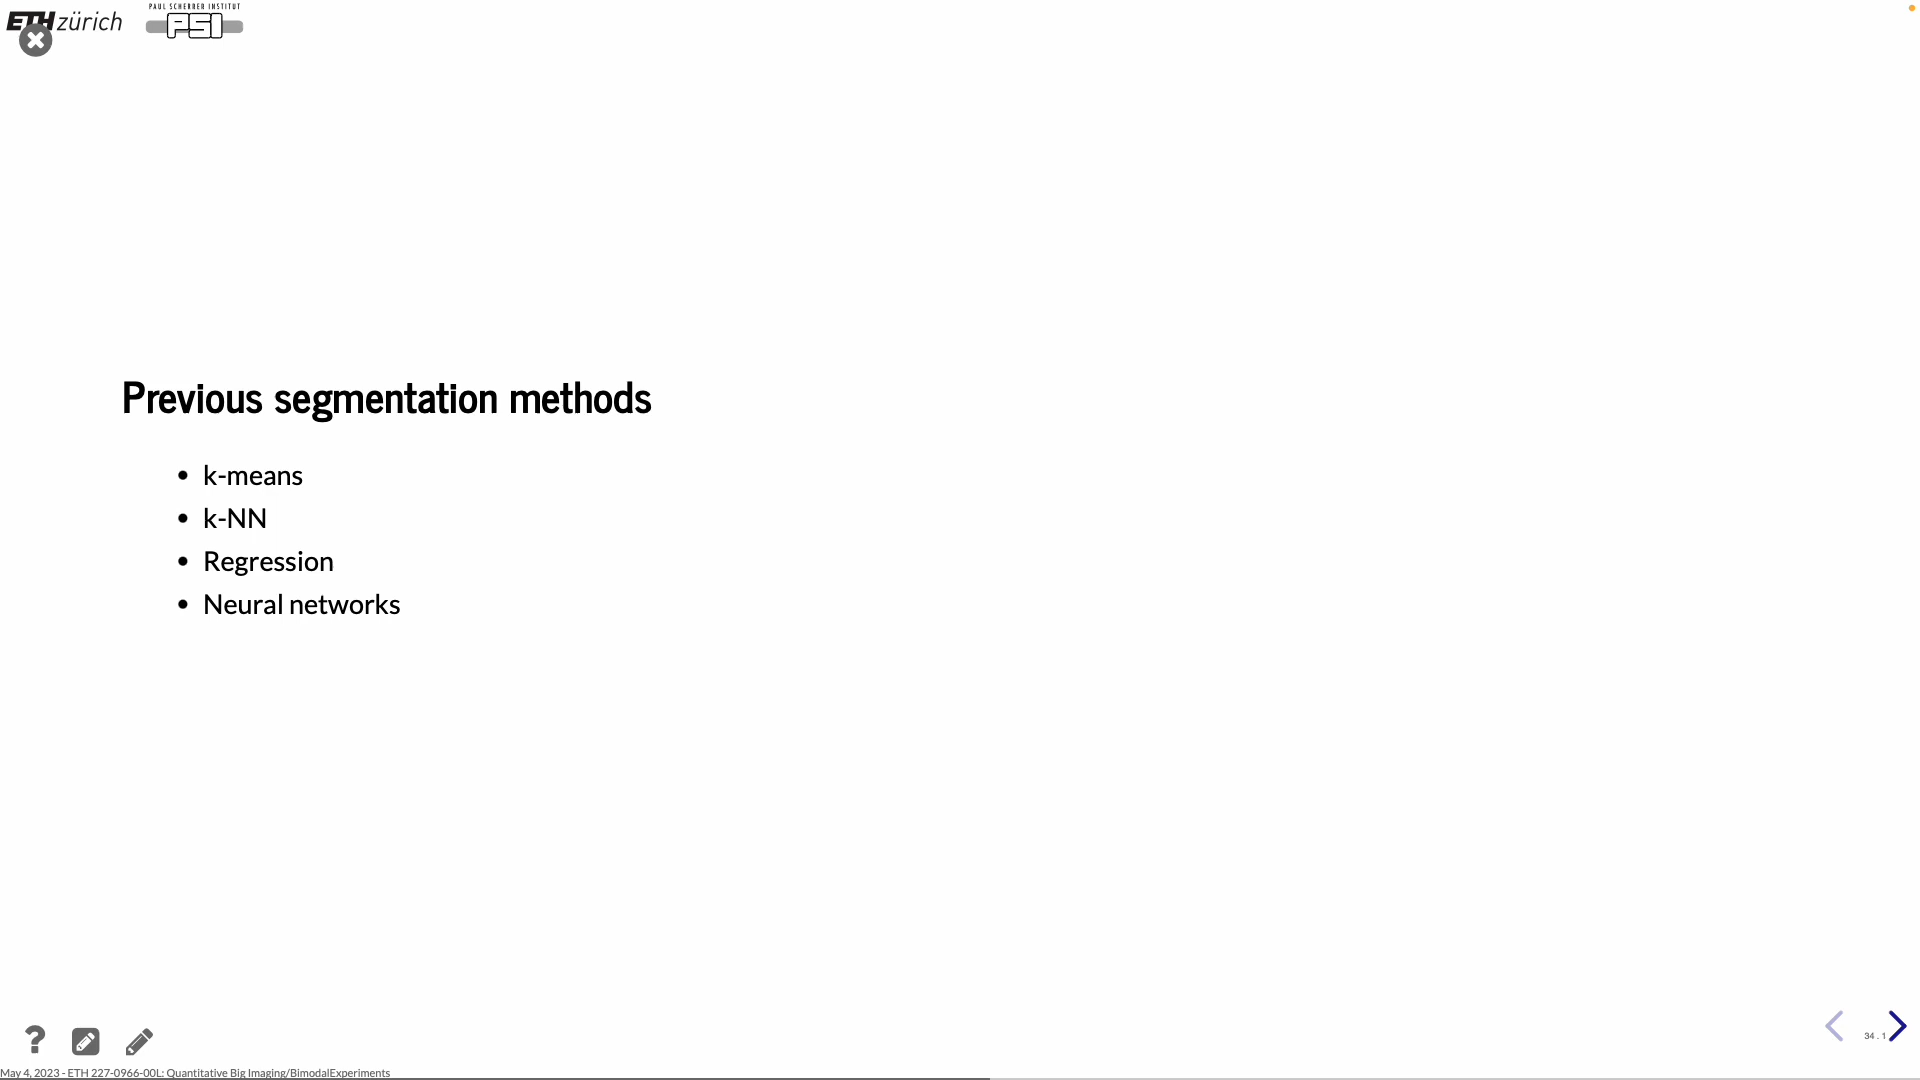 ETH zürich
PAUL SCHERRER INSTITUT
PSI
Previous segmentation methods
• k-means
• k-NN
• Regression
• Neural networks
34 . 1
May 4, 2023 - ETH 227-0966-00L: Quantitative Big Imaging/BimodalExperiments